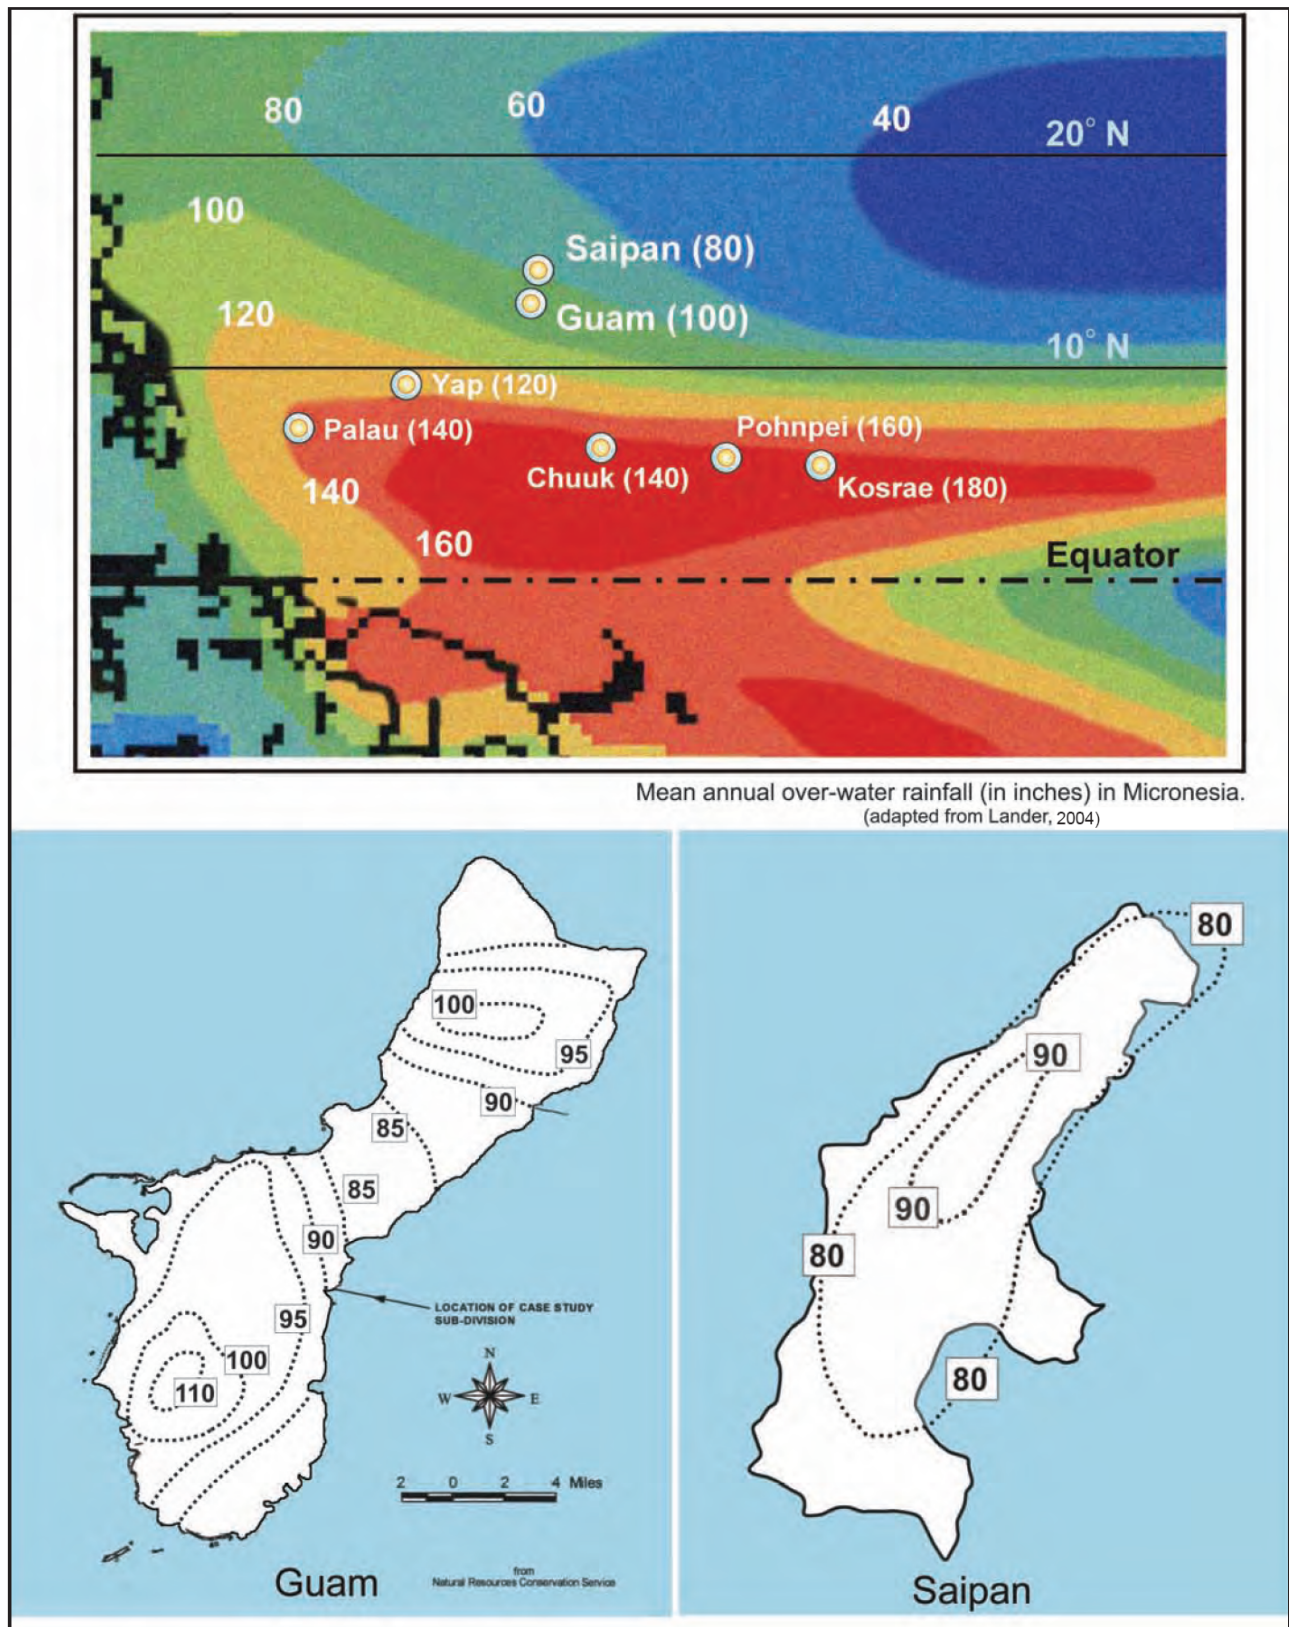 80
60
40
20° N
100
Saipan (80)
Guam (100)
120
10° N
Yap (120)
Palau (140)
Pohnpei (160)
Chuuk (140)
Kosrae (180)
140
160
Equator
Mean annual over-water rainfall (in inches) in Micronesia.
(adapted from Lander, 2004)
100
95
90
85
85
90
95
100
110
LOCATION OF CASE STUDY
SUB-DIVISION
N
W E
S
2 0 2 4 Miles
from
Natural Resources Conservation Service
Guam
80
90
90
80
80
Saipan